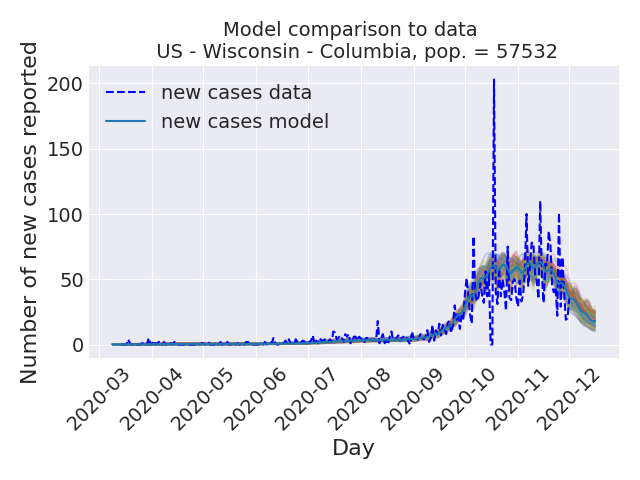 Model comparison to data
US - Wisconsin - Columbia, pop. = 57532
Number of new cases reported
200
150
100
50
0
new cases data
new cases model
2020-03
2020-04
2020-05
2020-06
2020-07
2020-08
2020-09
2020-10
2020-11
2020-12
Day